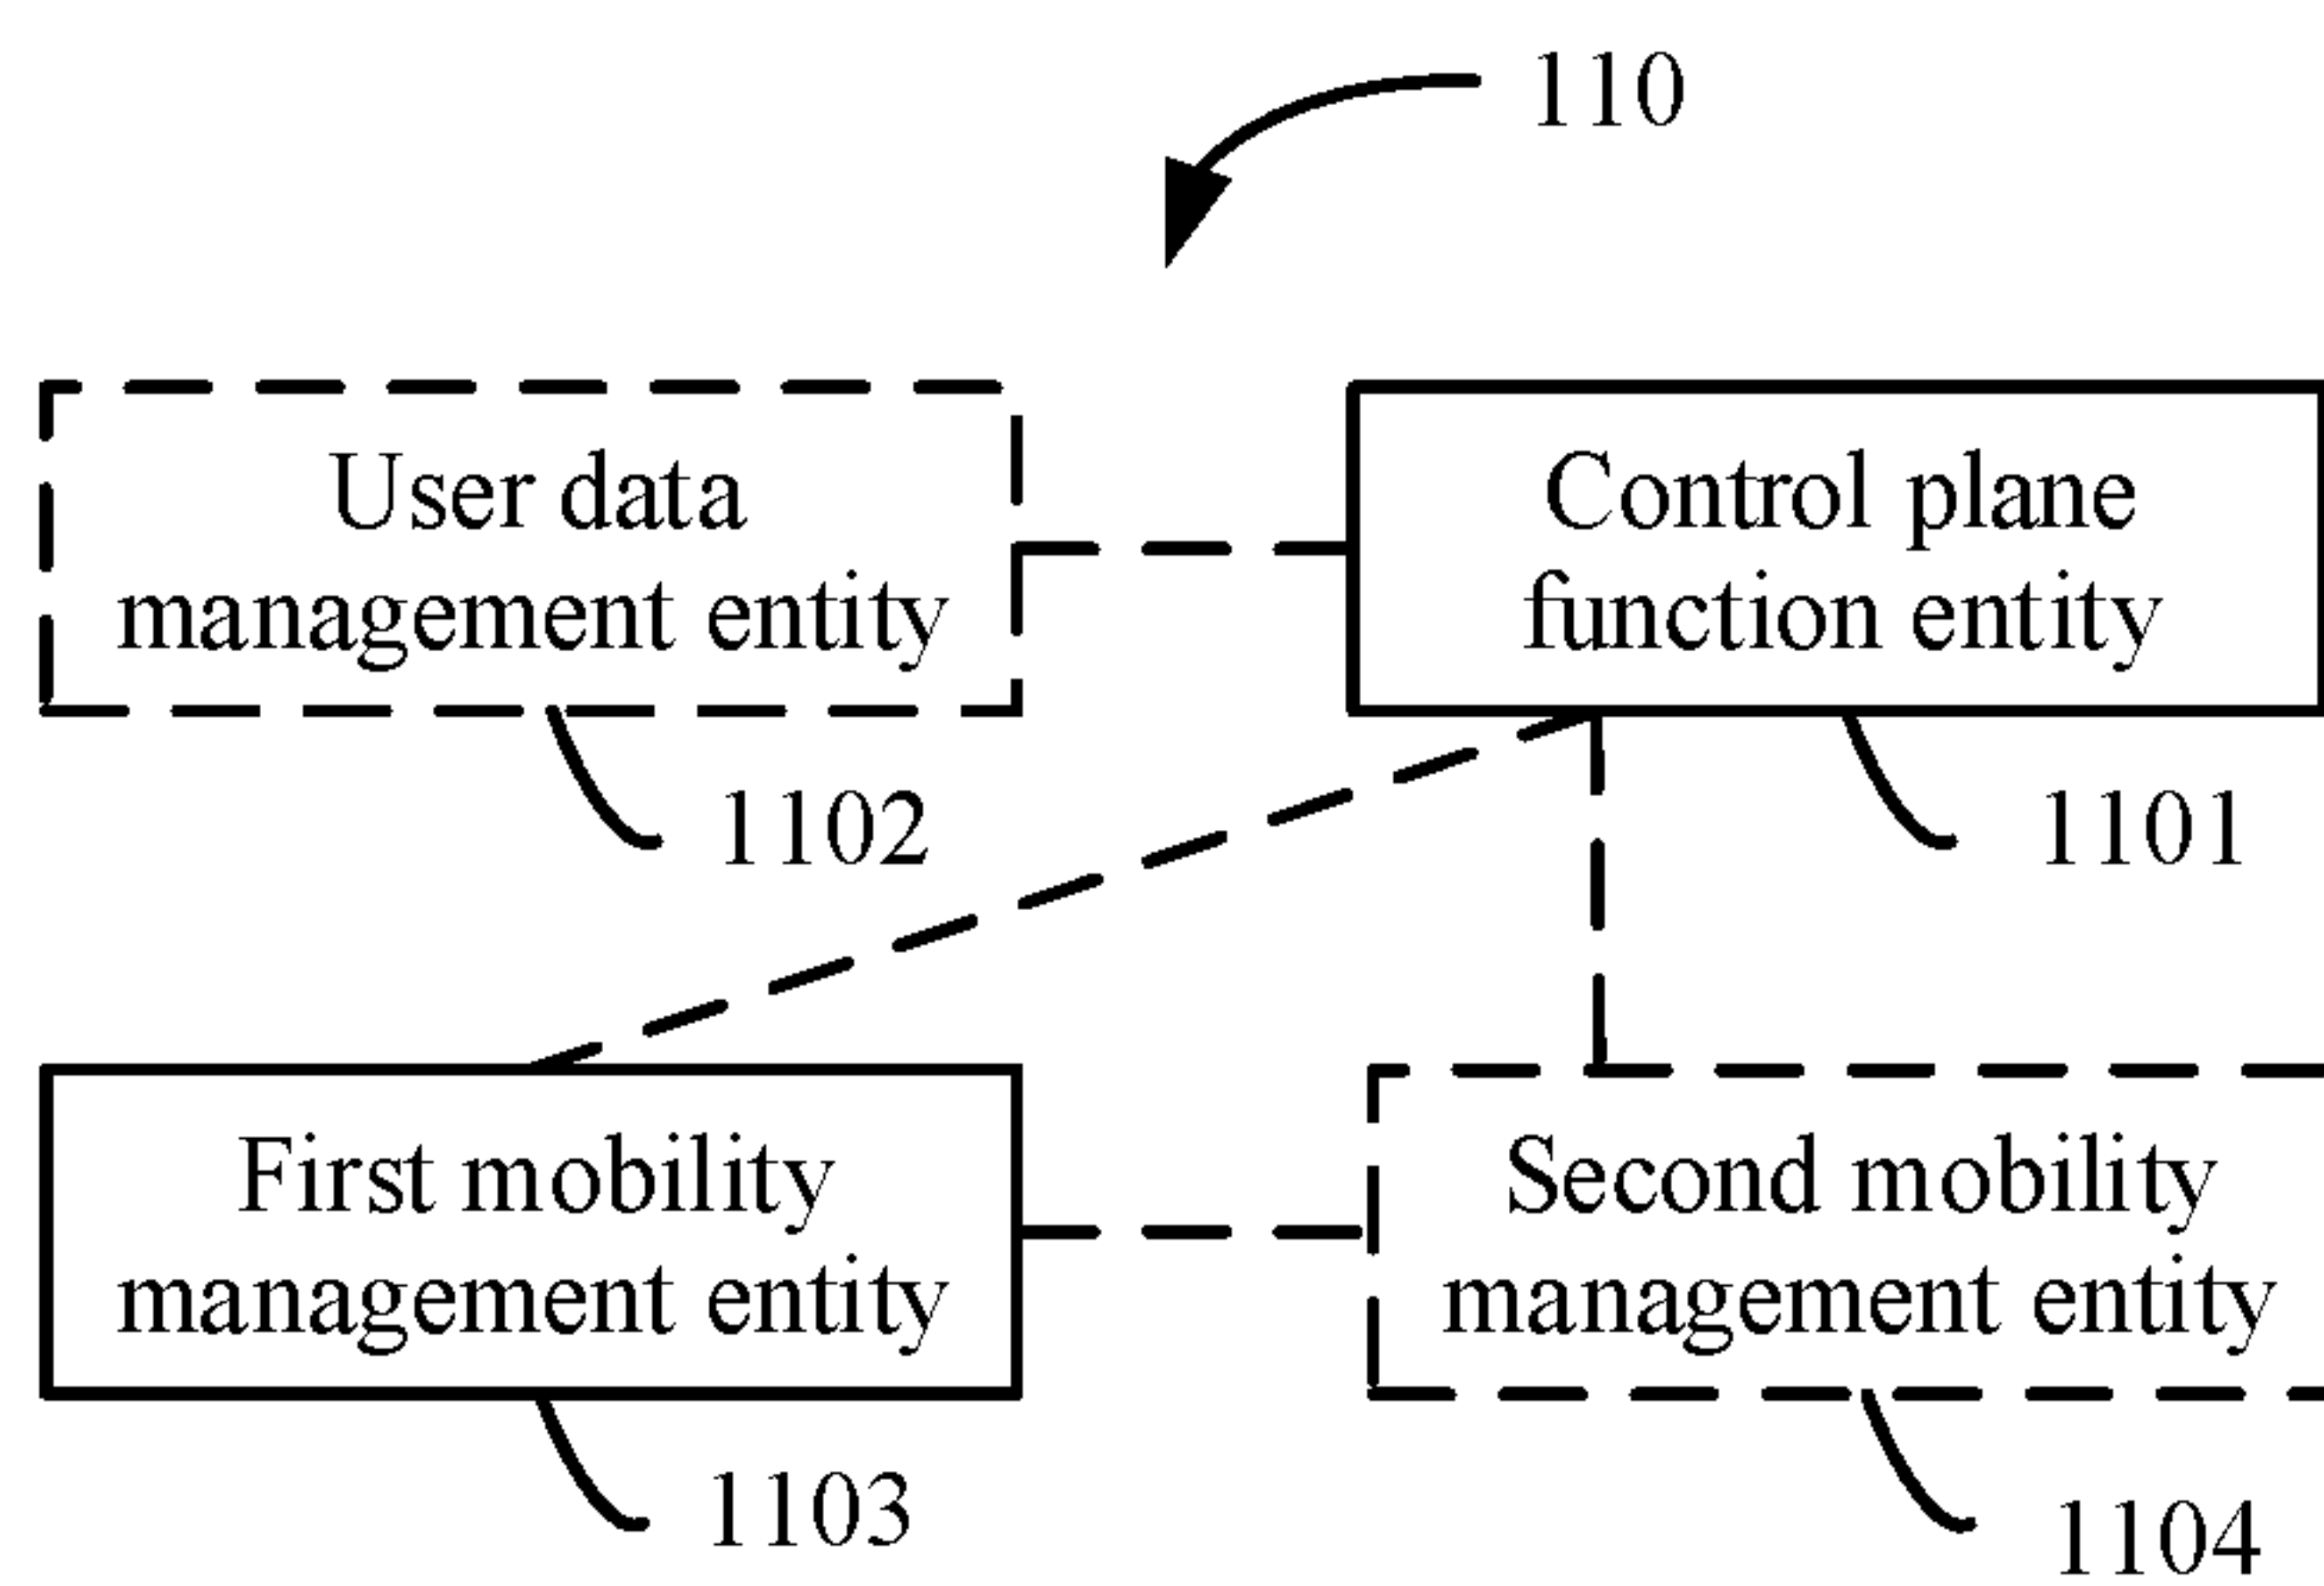 110
User data
management entity
Control plane
function entity
1102
1101
First mobility
management entity
Second mobility
management entity
1103
1104